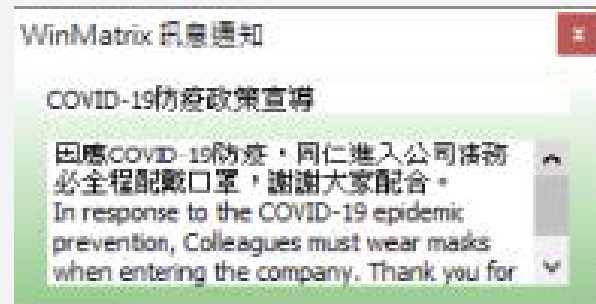 WinMatrix 訊息通知
COVID-19防疫政策宣導
因應COVID-19防疫，同仁進入公司請務
必全程配戴口罩，謝謝大家配合。
In response to the COVID-19 epidemic
prevention, Colleagues must wear masks
when entering the company. Thank you for